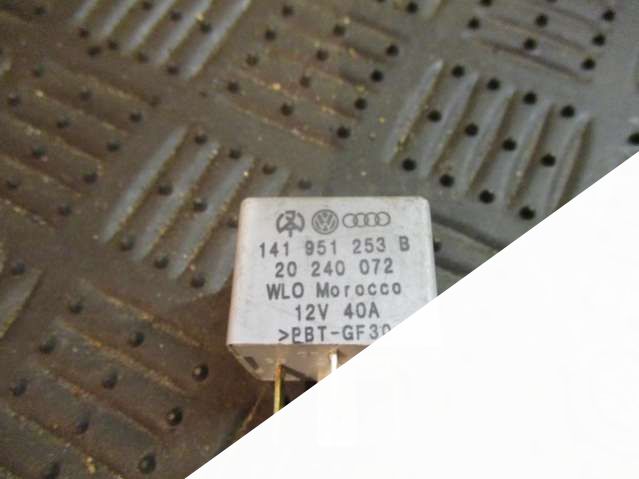 141 951 253 B
20 240 072
WLO Morocco
12V 40A
>PBT-GF30